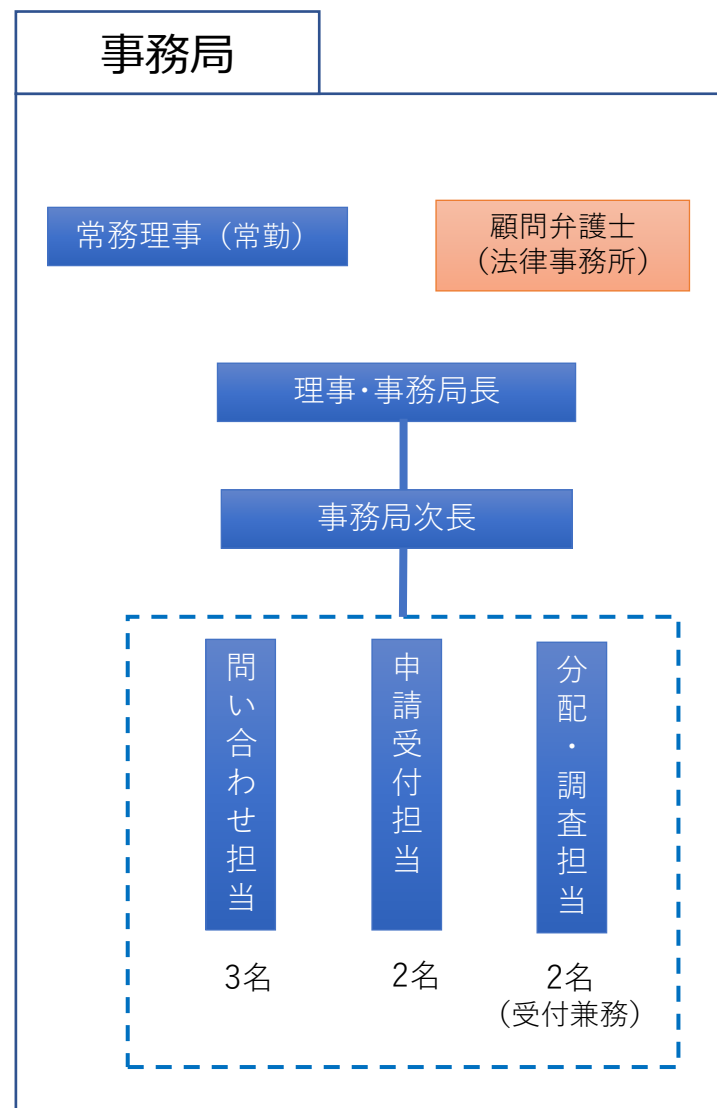 事務局
常務理事（常勤）
顧問弁護士
（法律事務所）
理事・事務局長
事務局次長
問い合わせ担当
申請受付担当
分配・調査担当
3名
2名
2名
（受付兼務）